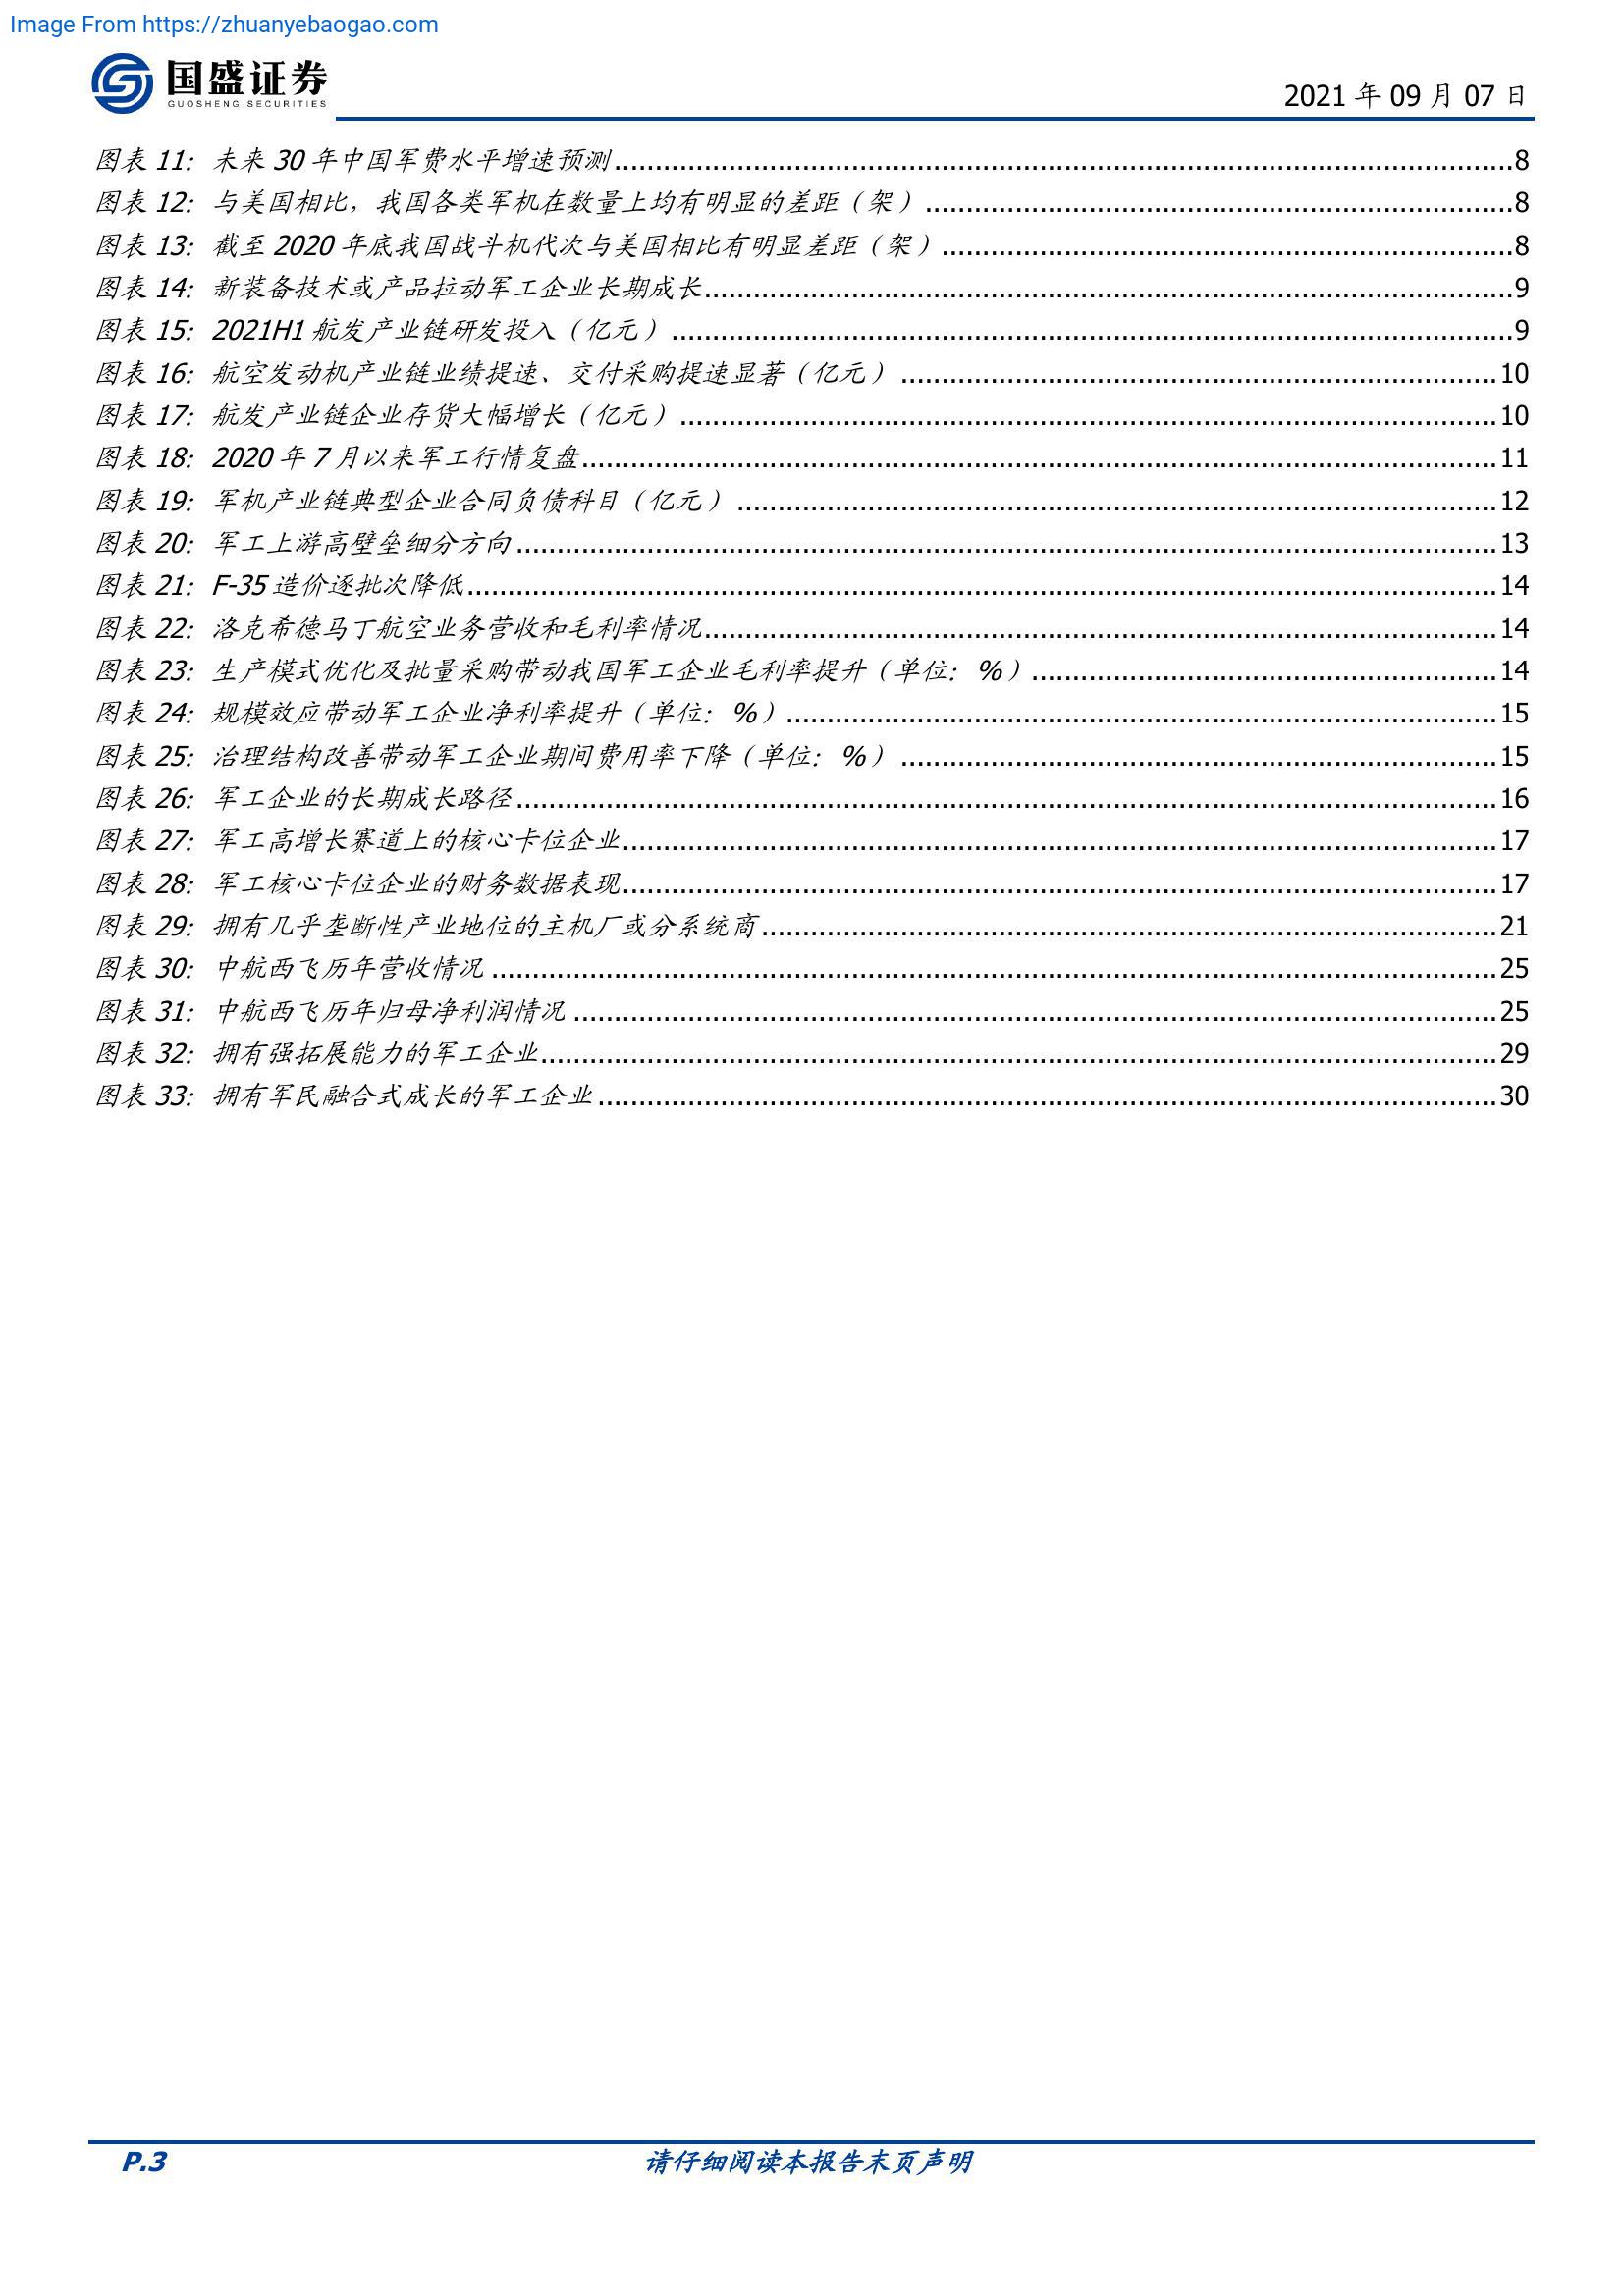 Image From https://zhuanyebaogao.com
国盛证券
GUOSHENG SECURITIES
2021 年 09 月 07 日
图表 11: 未来 30 年中国军费水平增速预测........................................8
图表 12: 与美国相比，我国各类军机在数量上均有明显的差距（架）........................................8
图表 13: 截至 2020 年底我国战斗机代次与美国相比有明显差距（架）........................................8
图表 14: 新装备技术或产品拉动军工企业长期成长........................................9
图表 15: 2021H1 航发产业链研发投入（亿元）........................................9
图表 16: 航空发动机产业链业绩提速、交付采购提速显著（亿元）........................................10
图表 17: 航发产业链企业存货大幅增长（亿元）........................................10
图表 18: 2020 年 7 月以来军工行情复盘........................................11
图表 19: 军机产业链典型企业合同负债科目（亿元）........................................12
图表 20: 军工上游高壁垒细分方向........................................13
图表 21: F-35 造价逐批次降低........................................14
图表 22: 洛克希德马丁航空业务营收和毛利率情况........................................14
图表 23: 生产模式优化及批量采购带动我国军工企业毛利率提升（单位: %）........................................14
图表 24: 规模效应带动军工企业净利率提升（单位: %）........................................15
图表 25: 治理结构改善带动军工企业期间费用率下降（单位: %）........................................15
图表 26: 军工企业的长期成长路径........................................16
图表 27: 军工高增长赛道上的核心卡位企业........................................17
图表 28: 军工核心卡位企业的财务数据表现........................................17
图表 29: 拥有几乎垄断性产业地位的主机厂或分系统商........................................21
图表 30: 中航西飞历年营收情况........................................25
图表 31: 中航西飞历年归母净利润情况........................................25
图表 32: 拥有强拓展能力的军工企业........................................29
图表 33: 拥有军民融合式成长的军工企业........................................30
P.3
请仔细阅读本报告末页声明